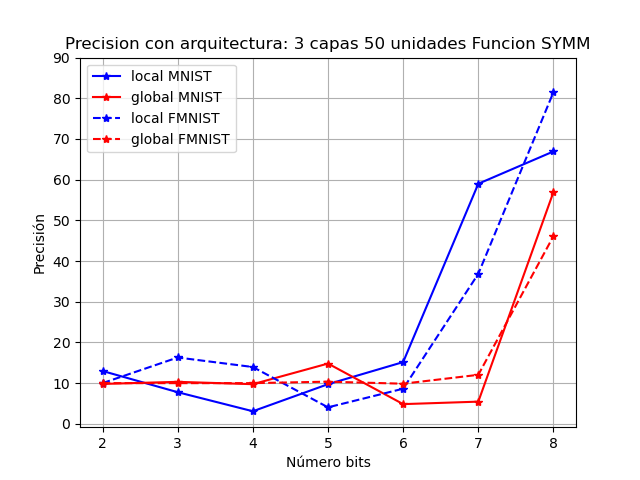 Precision con arquitectura: 3 capas 50 unidades Funcion SYMM
90
80
70
60
50
40
30
20
10
0
Precisión
local MNIST
global MNIST
local FMNIST
global FMNIST
2 3 4 5 6 7 8
Número bits